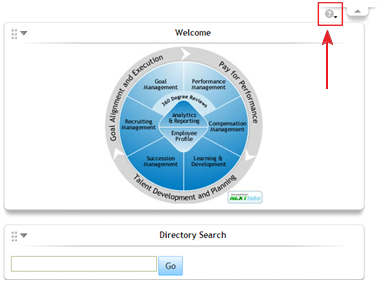 ?
Welcome
Goal Alignment and Execution
Pay for Performance
Talent Development and Planning
Goal
Management
Performance
Management
360 Degree Reviews
Recruiting
Management
Analytics
& Reporting
Compensation
Management
Employee
Profile
Succession
Management
Learning &
Development
NEXT
Directory Search
Go